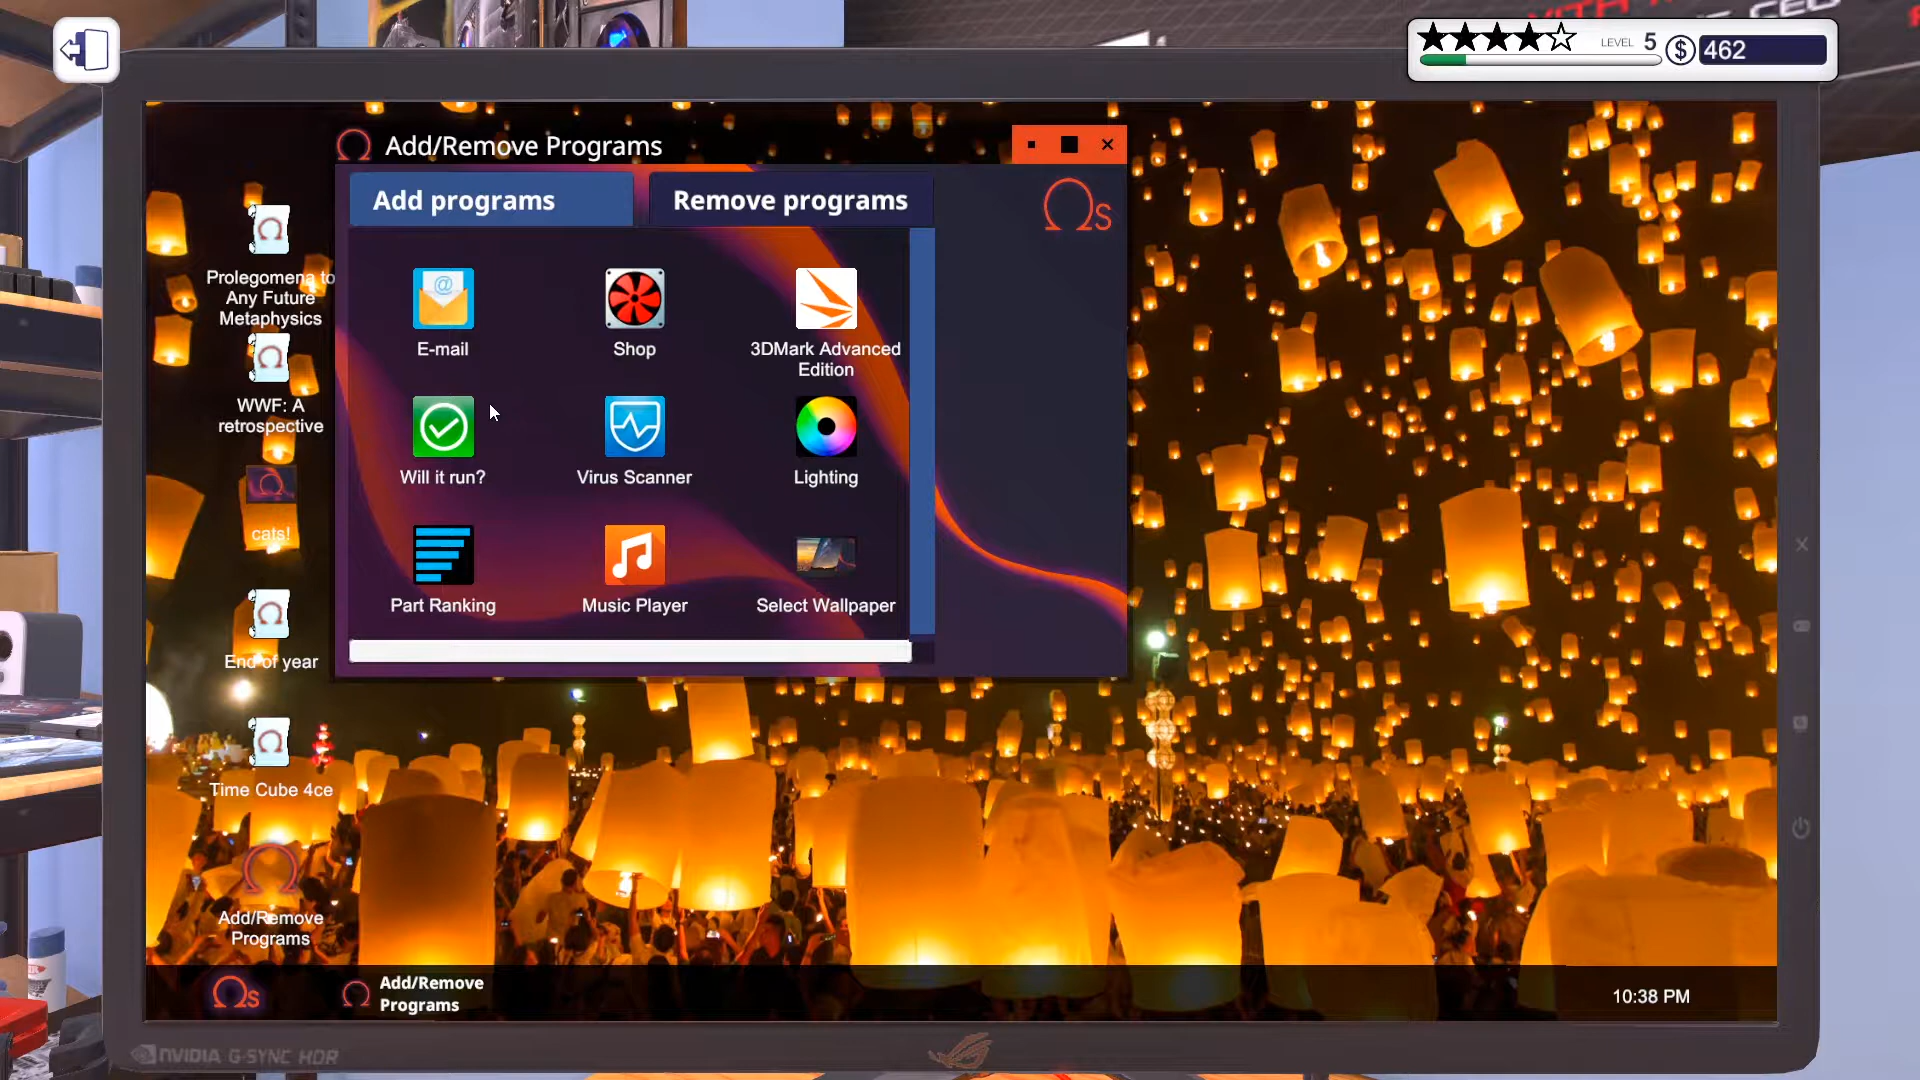 LEVEL 5
$ 462
Add/Remove Programs
Add programs
Remove programs
Ωs
E-mail
Shop
3DMark Advanced
Edition
Will it run?
Virus Scanner
Lighting
Part Ranking
Music Player
Select Wallpaper
Prolegomena to
Any Future
Metaphysics
WWF: A
retrospective
cats!
End of year
Time Cube 4ce
Add/Remove
Programs
Ωs
Add/Remove
Programs
10:38 PM
NVIDIA G-SYNC HDR